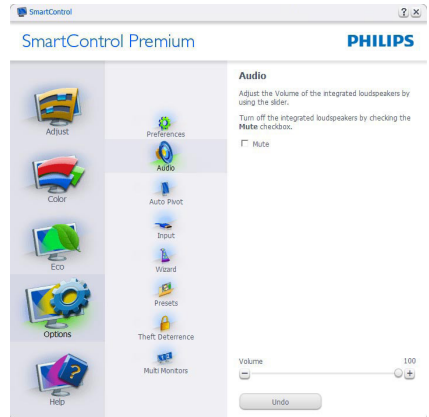 SmartControl
SmartControl Premium
PHILIPS
Adjust
Color
Eco
Options
Help
Preferences
Audio
Auto Pivot
Input
Wizard
Presets
Theft Deterrence
Multi Monitors
Audio
Adjust the Volume of the integrated loudspeakers by
using the slider.
Turn off the integrated loudspeakers by checking the
Mute checkbox.
Mute
Volume 100
Undo